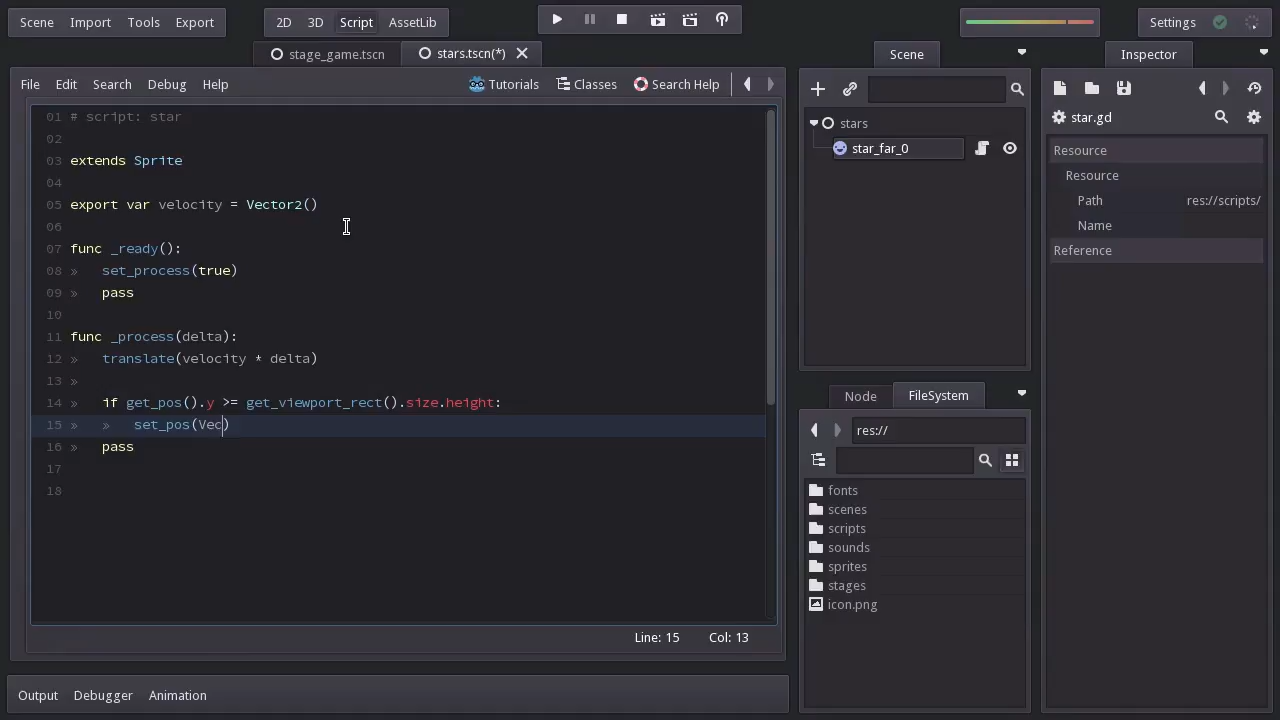 Scene Import Tools Export 2D 3D Script AssetLib Settings
stage_game.tscn stars.tscn(*)
File Edit Search Debug Help Tutorials Classes Search Help
01 # script: star
02
03 extends Sprite
04
05 export var velocity = Vector2()
06
07 func _ready():
08 » set_process(true)
09 » pass
10
11 func _process(delta):
12 » translate(velocity * delta)
13 »
14 » if get_pos().y >= get_viewport_rect().size.height:
15 » » set_pos(Vec)
16 » pass
17
18
Line: 15 Col: 13
Output Debugger Animation
Scene
stars
star_far_0
Node FileSystem
res://
fonts
scenes
scripts
sounds
sprites
stages
icon.png
Inspector
star.gd
Resource
Resource
Path res://scripts/
Name
Reference